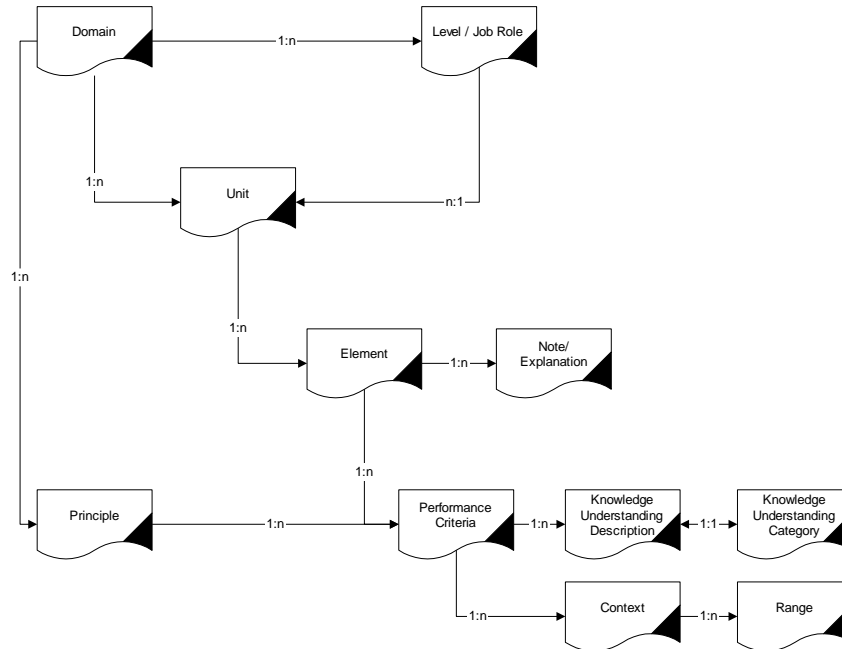 Domain
1:n
Level / Job Role
1:n
Unit
n:1
1:n
1:n
Element
1:n
Note/
Explanation
1:n
Principle
1:n
Performance
Criteria
1:n
Knowledge
Understanding
Description
1:1
Knowledge
Understanding
Category
1:n
Context
1:n
Range